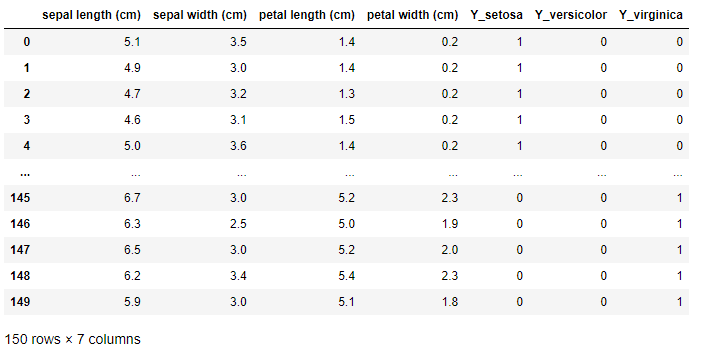 sepal length (cm) sepal width (cm) petal length (cm) petal width (cm) Y_setosa Y_versicolor Y_virginica
0 5.1 3.5 1.4 0.2 1 0 0
1 4.9 3.0 1.4 0.2 1 0 0
2 4.7 3.2 1.3 0.2 1 0 0
3 4.6 3.1 1.5 0.2 1 0 0
4 5.0 3.6 1.4 0.2 1 0 0
... ... ... ... ... ... ... ...
145 6.7 3.0 5.2 2.3 0 0 1
146 6.3 2.5 5.0 1.9 0 0 1
147 6.5 3.0 5.2 2.0 0 0 1
148 6.2 3.4 5.4 2.3 0 0 1
149 5.9 3.0 5.1 1.8 0 0 1
150 rows × 7 columns